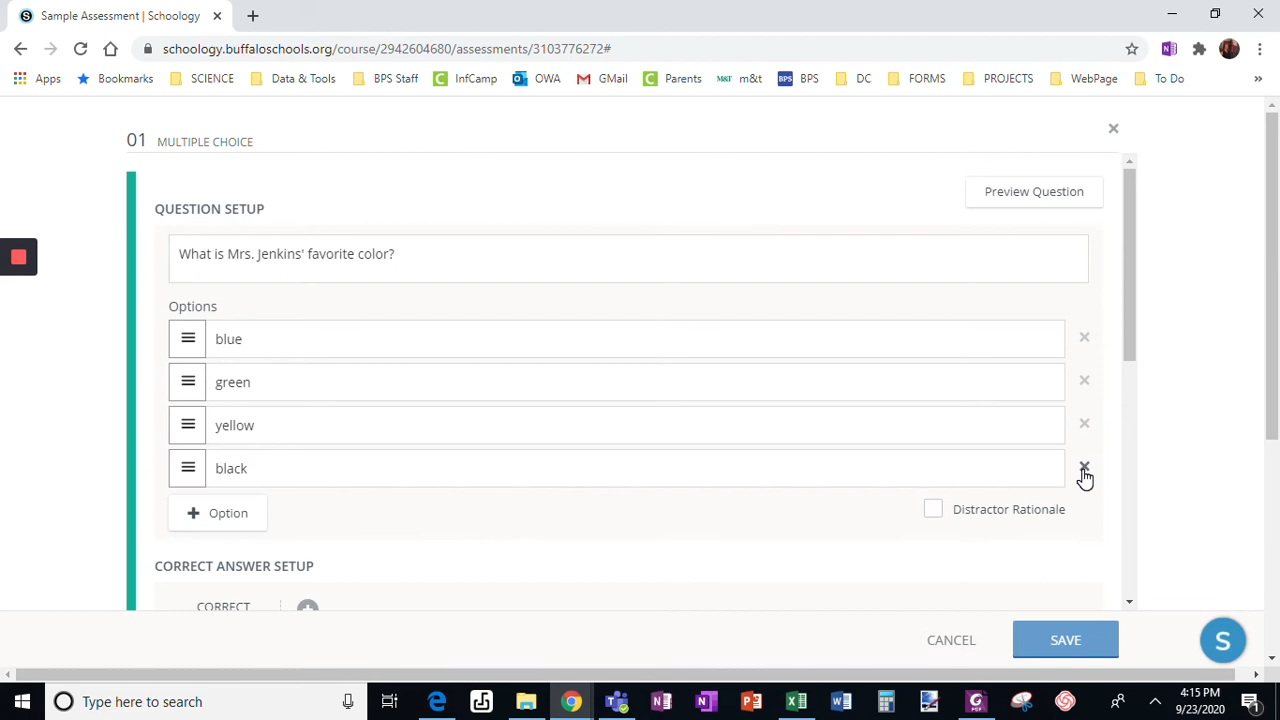 Sample Assessment | Schoology
schoology.buffaloschools.org/course/2942604680/assessments/3103776272#
Apps Bookmarks SCIENCE Data & Tools BPS Staff InfCamp OWA GMail Parents M&T m&t BPS BPS DC FORMS PROJECTS WebPage To Do »
01 MULTIPLE CHOICE
Preview Question
QUESTION SETUP
What is Mrs. Jenkins' favorite color?
Options
blue
green
yellow
black
Option
Distractor Rationale
CORRECT ANSWER SETUP
CORRECT
CANCEL SAVE
S
Type here to search
4:15 PM
9/23/2020
1